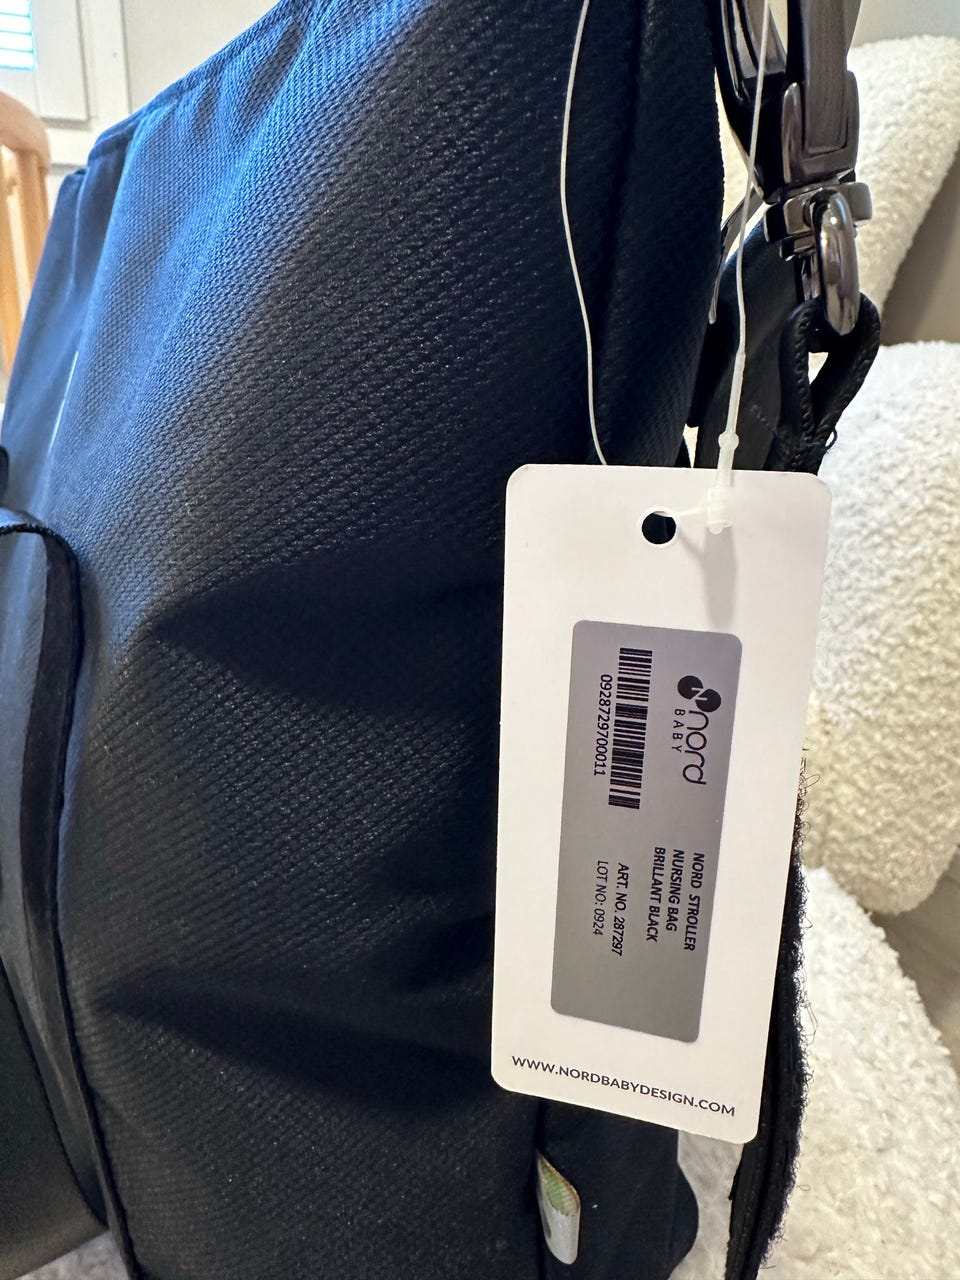 nord
BABY
0928729700011
NORD STROLLER
NURSING BAG
BRILLANT BLACK
ART. NO. 287297
LOT NO: 0924
WWW.NORDBABYDESIGN.COM